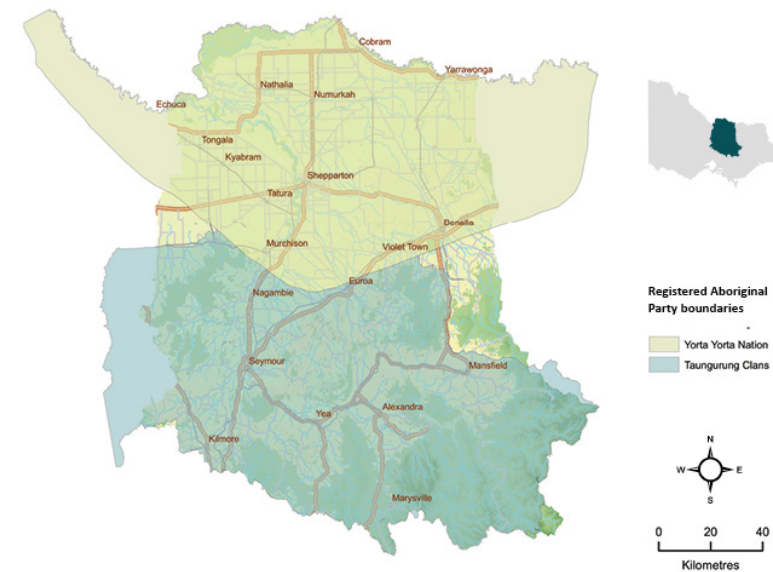 Cobram
Yarrawonga
Nathalia
Numurkah
Echuca
Tongala
Kyabram
Shepparton
Tatura
Benalla
Murchison
Violet Town
Euroa
Nagambie
Seymour
Mansfield
Yea
Alexandra
Kilmore
Marysville
Registered Aboriginal
Party boundaries
-
Yorta Yorta Nation
Taungurung Clans
N
W
E
S
0 20 40
Kilometres